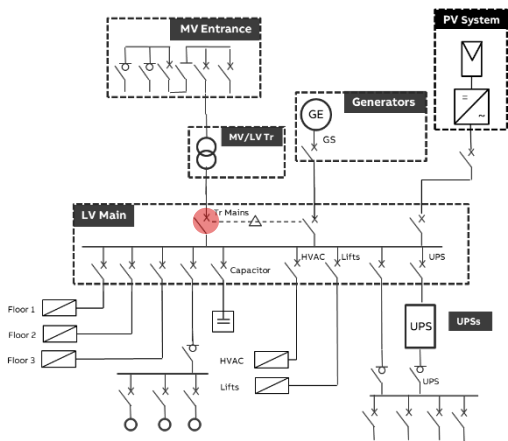 PV System
MV Entrance
=
~
Generators
GE
GS
MV/LV Tr
LV Main
Tr Mains
Capacitor
HVAC
Lifts
UPS
Floor 1
Floor 2
Floor 3
HVAC
Lifts
UPS
UPSs
UPS